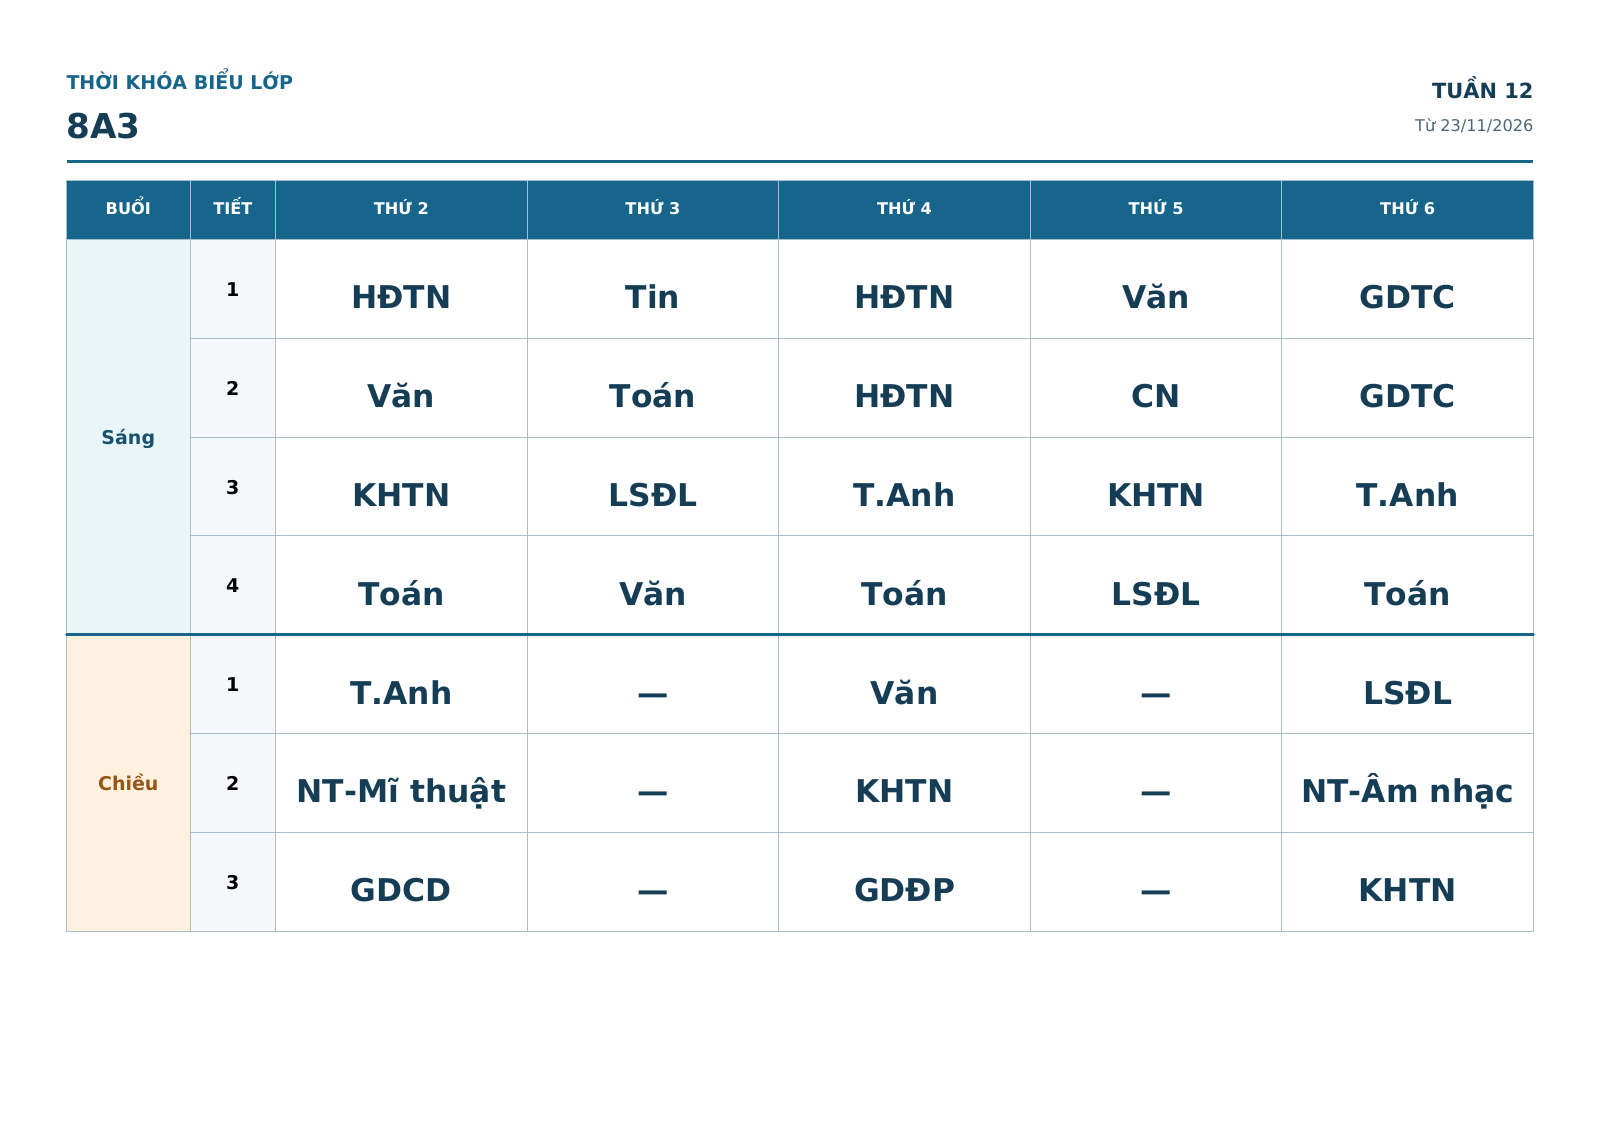 THỜI KHÓA BIỂU LỚP
8A3
TUẦN 12
Từ 23/11/2026
BUỔI TIẾT THỨ 2 THỨ 3 THỨ 4 THỨ 5 THỨ 6
Sáng
1 HĐTN Tin HĐTN Văn GDTC
2 Văn Toán HĐTN CN GDTC
3 KHTN LSĐL T.Anh KHTN T.Anh
4 Toán Văn Toán LSĐL Toán
Chiều
1 T.Anh — Văn — LSĐL
2 NT-Mĩ thuật — KHTN — NT-Âm nhạc
3 GDCD — GDĐP — KHTN